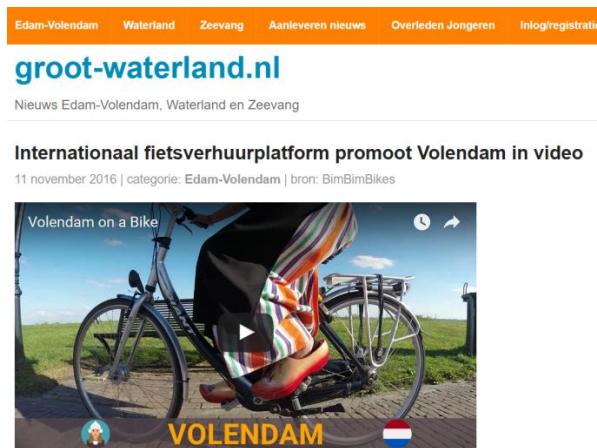 Edam-Volendam Waterland Zeevang Aanleveren nieuws Overleden Jongeren Inlog/registratie
groot-waterland.nl
Nieuws Edam-Volendam, Waterland en Zeevang
Internationaal fietsverhuurplatform promoot Volendam in video
11 november 2016 | categorie: Edam-Volendam | bron: BimBimBikes
Volendam on a Bike
VOLENDAM